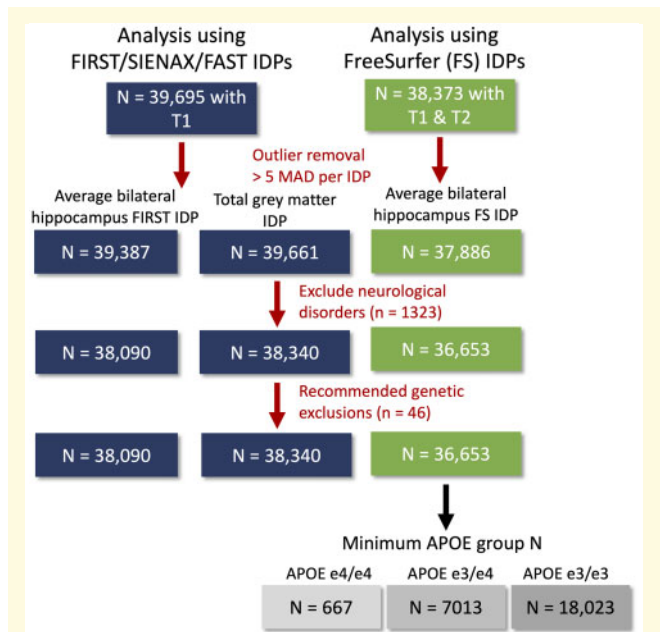 Analysis using
FIRST/SIENAX/FAST IDPs
Analysis using
FreeSurfer (FS) IDPs
N = 39,695 with
T1
N = 38,373 with
T1 & T2
Outlier removal
> 5 MAD per IDP
Average bilateral
hippocampus FIRST IDP
Total grey matter
IDP
Average bilateral
hippocampus FS IDP
N = 39,387
N = 39,661
N = 37,886
Exclude neurological
disorders (n = 1323)
N = 38,090
N = 38,340
N = 36,653
Recommended genetic
exclusions (n = 46)
N = 38,090
N = 38,340
N = 36,653
Minimum APOE group N
APOE e4/e4
APOE e3/e4
APOE e3/e3
N = 667
N = 7013
N = 18,023